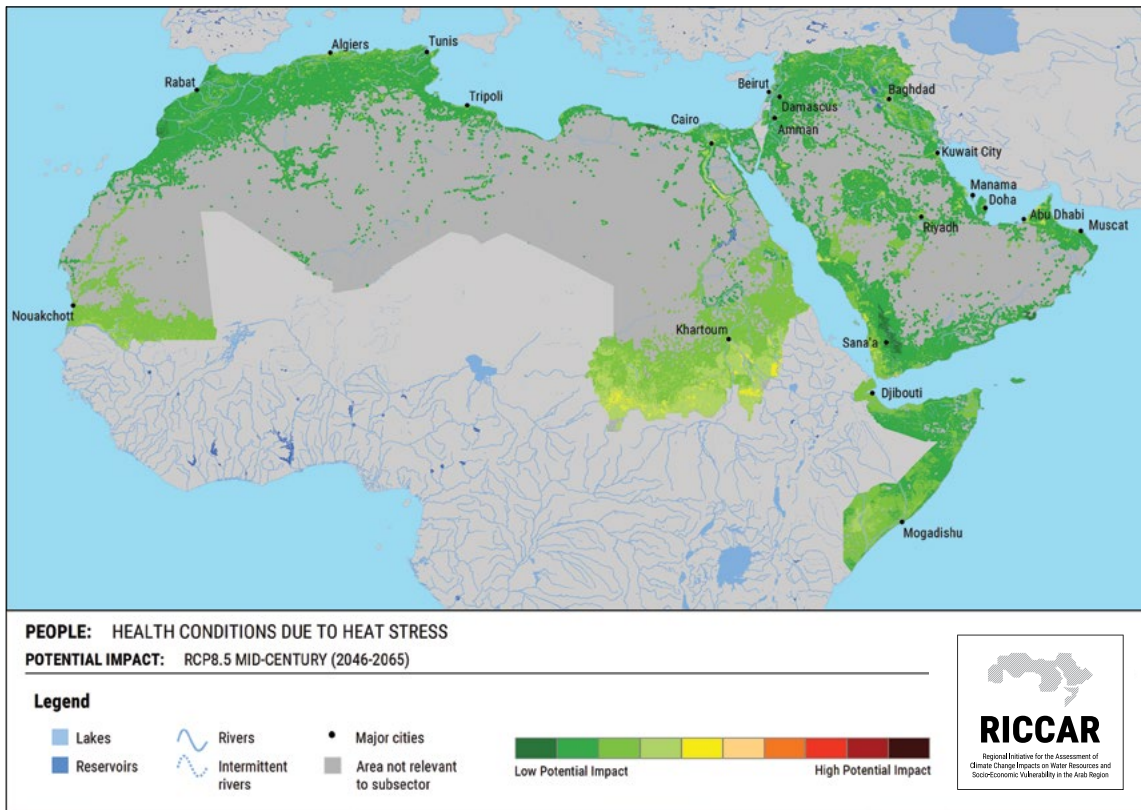 Algiers
Tunis
Rabat
Tripoli
Beirut
Baghdad
Damascus
Cairo
Amman
Kuwait City
Manama
Doha
Abu Dhabi
Riyadh
Muscat
Nouakchott
Khartoum
Sana'a
Djibouti
Mogadishu
PEOPLE: HEALTH CONDITIONS DUE TO HEAT STRESS
POTENTIAL IMPACT: RCP8.5 MID-CENTURY (2046-2065)
Legend
Lakes
Rivers
Major cities
Reservoirs
Intermittent
rivers
Area not relevant
to subsector
Low Potential Impact
High Potential Impact
RICCAR
Regional Initiative for the Assessment of
Climate Change Impacts on Water Resources and
Socio-Economic Vulnerability in the Arab Region